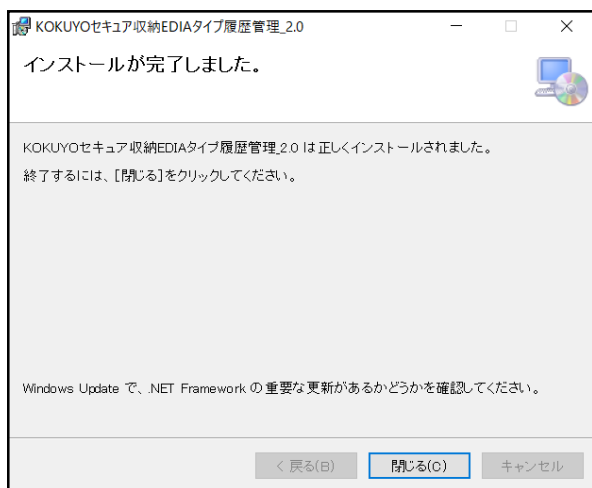 KOKUYOセキュア収納EDIAタイプ履歴管理_2.0
インストールが完了しました。
KOKUYOセキュア収納EDIAタイプ履歴管理_2.0 は正しくインストールされました。
終了するには、[閉じる]をクリックしてください。
Windows Update で、.NET Framework の重要な更新があるかどうかを確認してください。
< 戻る(B) 閉じる(C) キャンセル